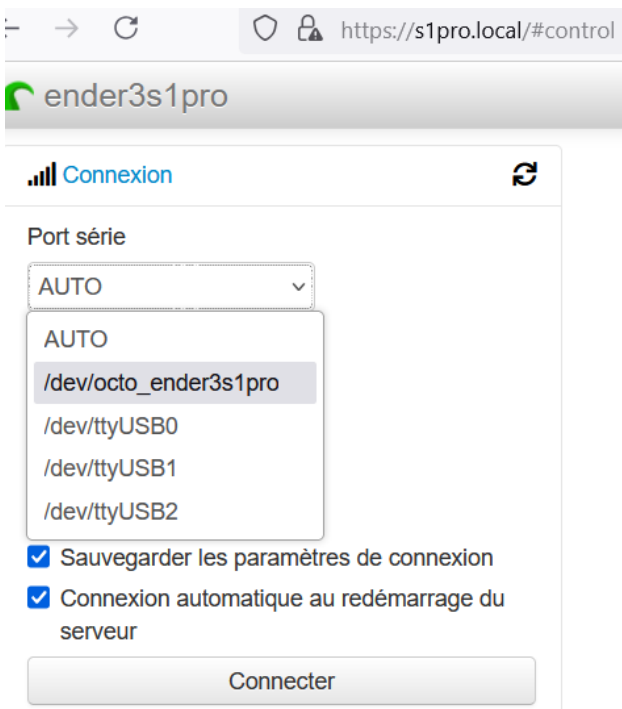 https://s1pro.local/#control
ender3s1pro
Connexion
Port série
AUTO
AUTO
/dev/octo_ender3s1pro
/dev/ttyUSB0
/dev/ttyUSB1
/dev/ttyUSB2
Sauvegarder les paramètres de connexion
Connexion automatique au redémarrage du
serveur
Connecter